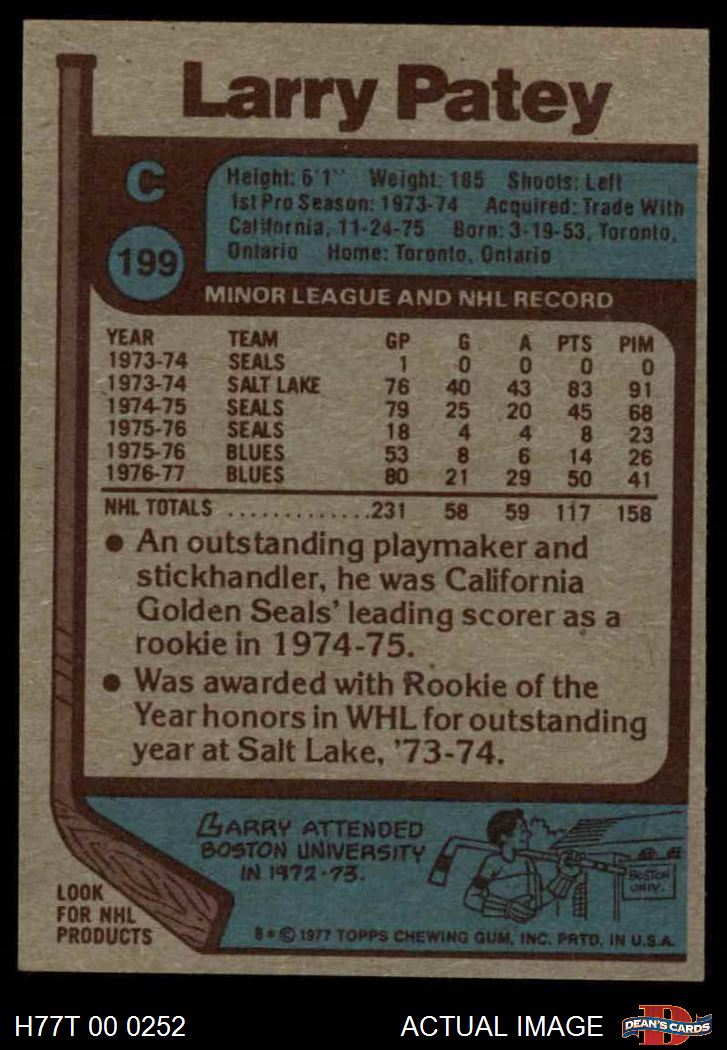 Larry Patey
C
199
Height: 6'1" Weight: 185 Shoots: Left
1st Pro Season: 1973-74 Acquired: Trade With
California, 11-24-75 Born: 3-19-53, Toronto,
Ontario Home: Toronto, Ontario
MINOR LEAGUE AND NHL RECORD
YEAR TEAM GP G A PTS PIM
1973-74 SEALS 1 0 0 0 0
1973-74 SALT LAKE 76 40 43 83 91
1974-75 SEALS 79 25 20 45 68
1975-76 SEALS 18 4 4 8 23
1975-76 BLUES 53 8 6 14 26
1976-77 BLUES 80 21 29 50 41
NHL TOTALS ..............231 58 59 117 158
● An outstanding playmaker and
stickhandler, he was California
Golden Seals' leading scorer as a
rookie in 1974-75.
● Was awarded with Rookie of the
Year honors in WHL for outstanding
year at Salt Lake, '73-74.
LARRY ATTENDED
BOSTON UNIVERSITY
IN 1972-73.
BOSTON
UNIV.
LOOK
FOR NHL
PRODUCTS
B * © 1977 TOPPS CHEWING GUM, INC. PRTD. IN U.S.A.
H77T 00 0252 ACTUAL IMAGE
D
DEAN'S CARDS